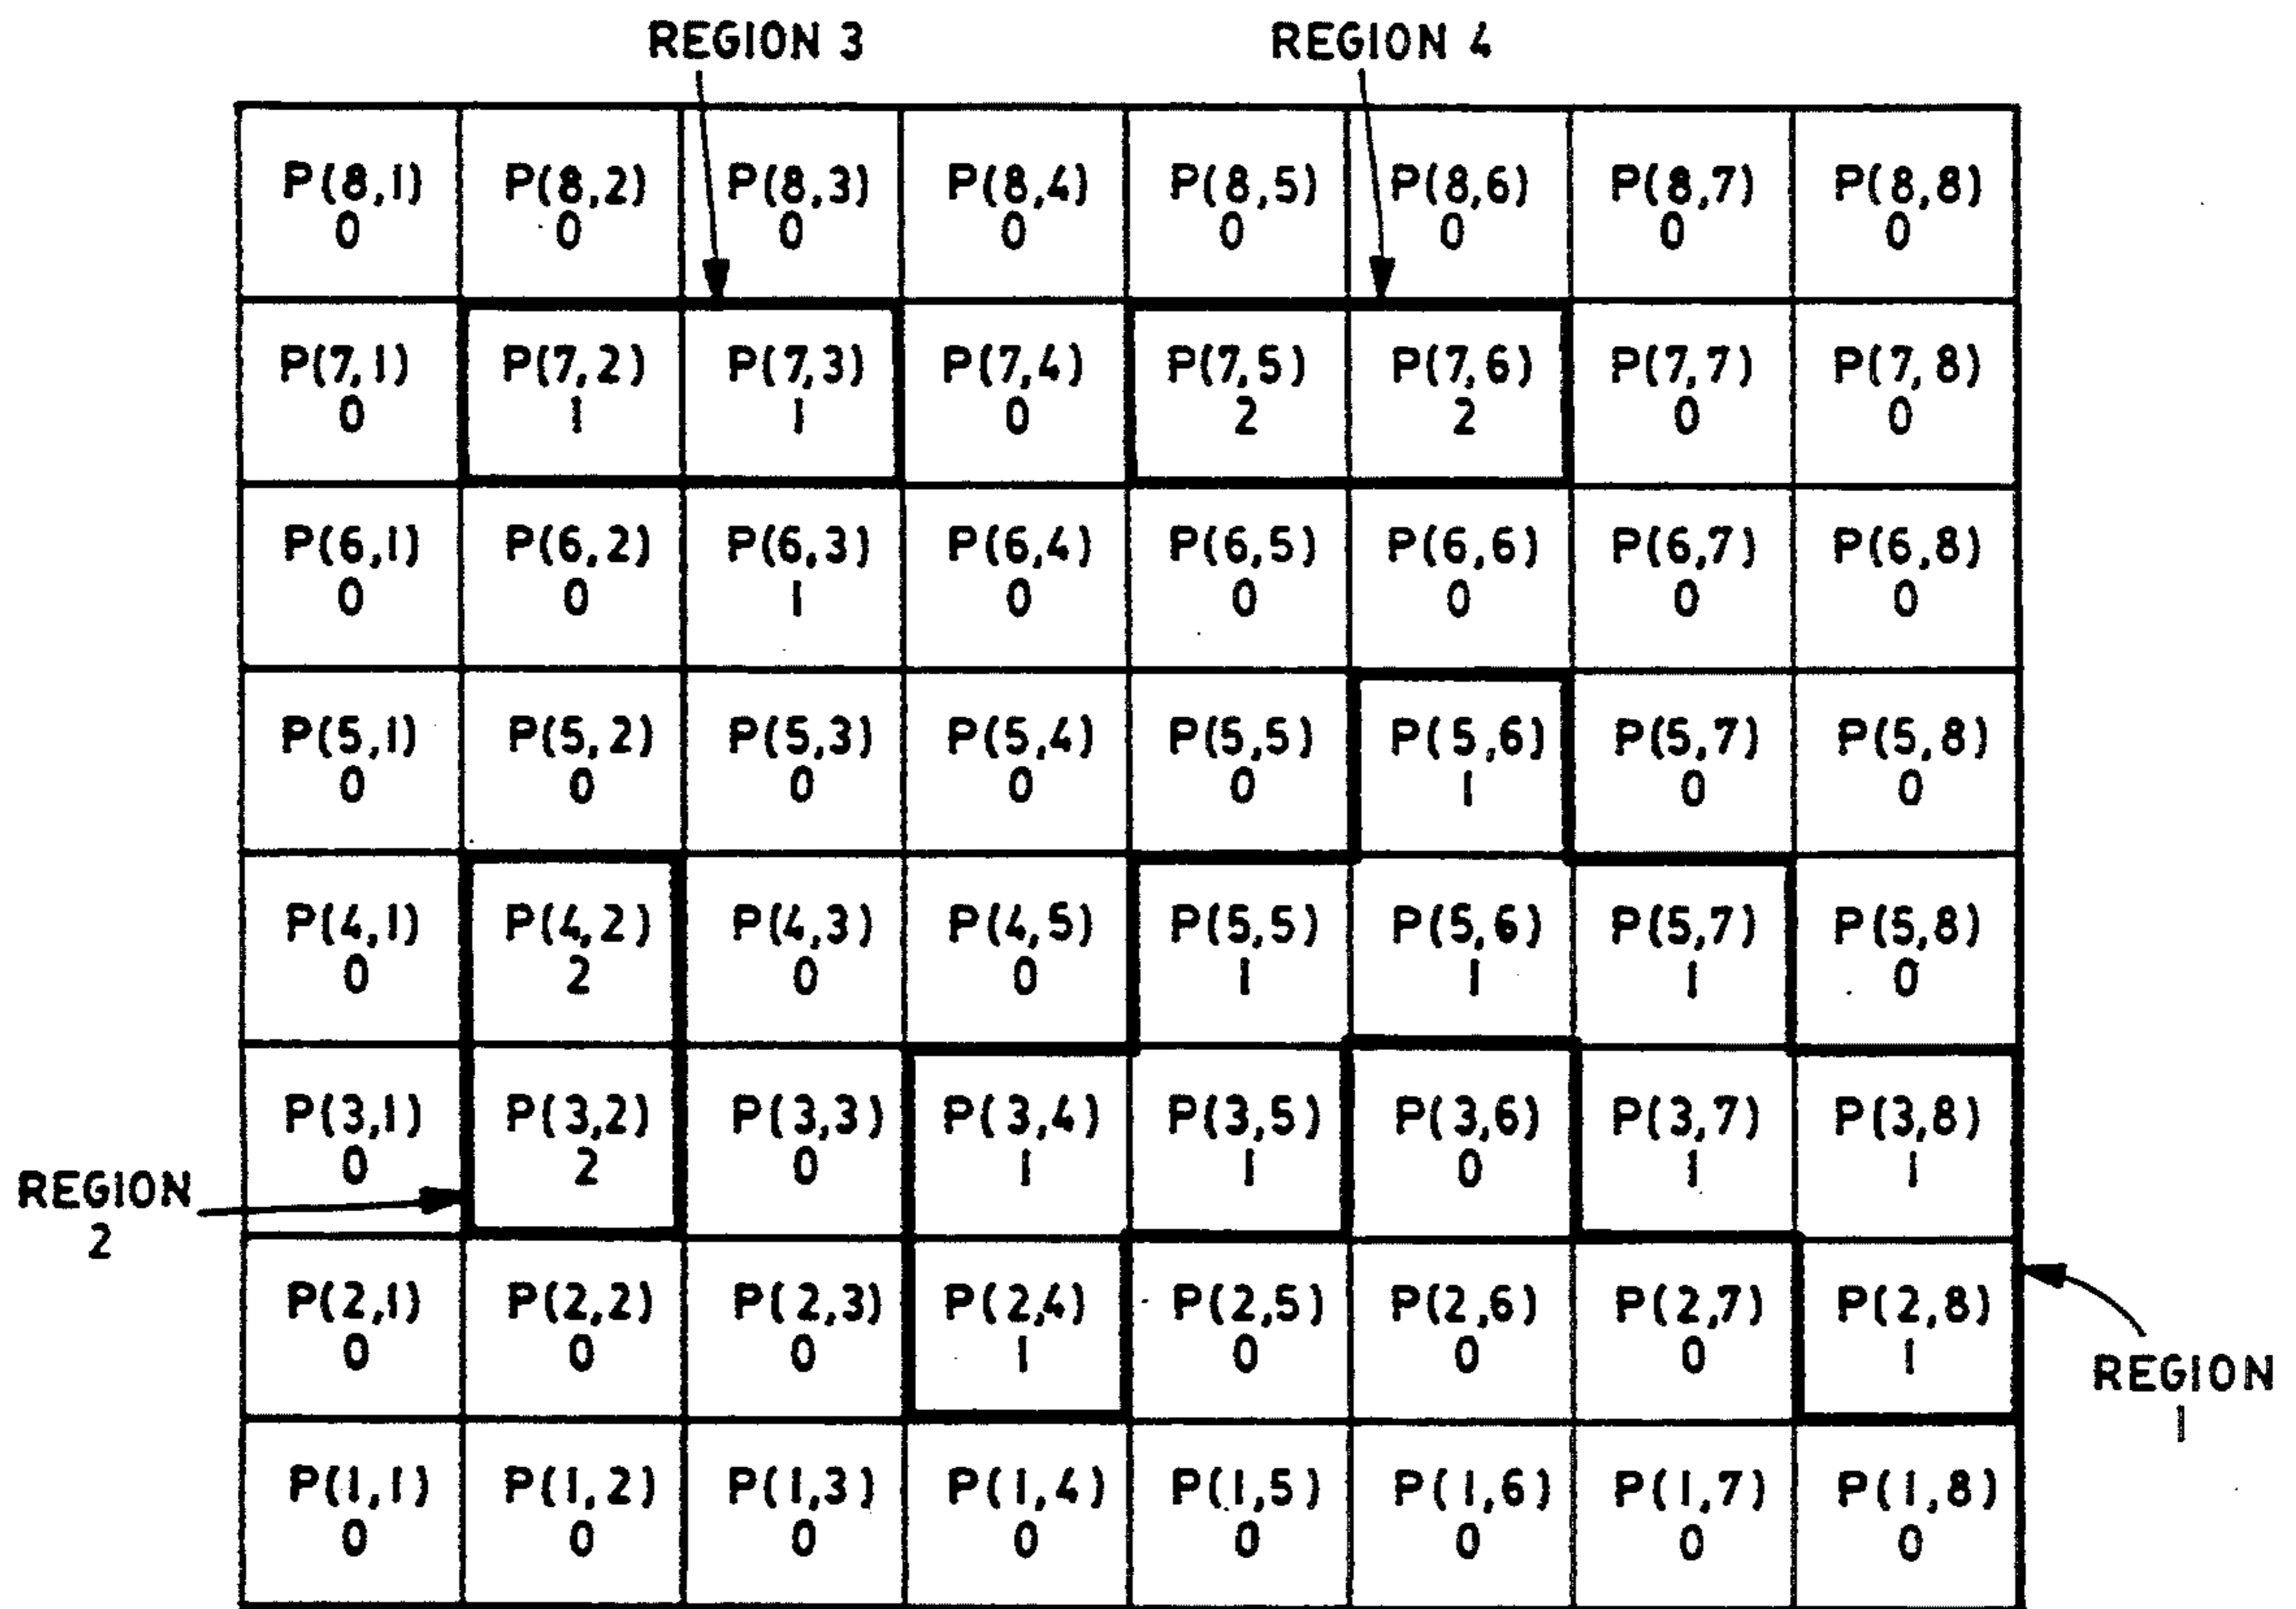 REGION 3 REGION 4
P(8,1) P(8,2) P(8,3) P(8,4) P(8,5) P(8,6) P(8,7) P(8,8)
0 0 0 0 0 0 0 0
P(7,1) P(7,2) P(7,3) P(7,4) P(7,5) P(7,6) P(7,7) P(7,8)
0 1 1 0 2 2 0 0
P(6,1) P(6,2) P(6,3) P(6,4) P(6,5) P(6,6) P(6,7) P(6,8)
0 0 1 0 0 0 0 0
P(5,1) P(5,2) P(5,3) P(5,4) P(5,5) P(5,6) P(5,7) P(5,8)
0 0 0 0 0 1 0 0
P(4,1) P(4,2) P(4,3) P(4,5) P(5,5) P(5,6) P(5,7) P(5,8)
0 2 0 0 1 1 1 0
P(3,1) P(3,2) P(3,3) P(3,4) P(3,5) P(3,6) P(3,7) P(3,8)
0 2 0 1 1 0 1 1
REGION
2
P(2,1) P(2,2) P(2,3) P(2,4) P(2,5) P(2,6) P(2,7) P(2,8)
0 0 0 1 0 0 0 1
REGION
1
P(1,1) P(1,2) P(1,3) P(1,4) P(1,5) P(1,6) P(1,7) P(1,8)
0 0 0 0 0 0 0 0